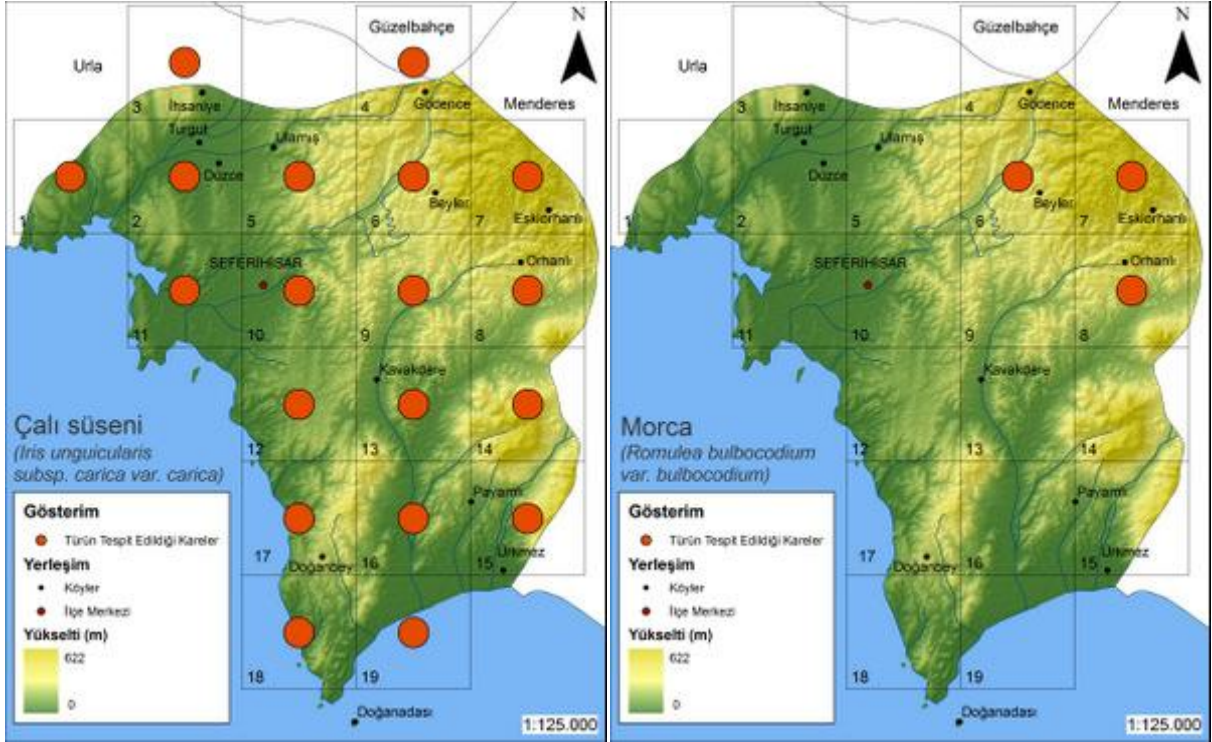 N
Güzelbahçe
Urla
Menderes
İhsaniye
Gödence
3
4
Turgut
Ulamış
Düzce
Beyler
Eskiorhanlı
1
2
5
6
7
SEFERİHİSAR
Orhanlı
11
10
9
8
Kavakdere
Çalı süseni
(Iris unguicularis
subsp. carica var. carica)
12
13
14
Payamlı
Gösterim
Türün Tespit Edildiği Kareler
Yerleşim
Köyler
İlçe Merkezi
Yükselti (m)
622
0
17
Doğanbey
16
15
Ürkmez
18
19
Doğanadası
1:125.000
N
Güzelbahçe
Urla
Menderes
İhsaniye
Gödence
3
4
Turgut
Ulamış
Düzce
Beyler
Eskiorhanlı
1
2
5
6
7
SEFERİHİSAR
Orhanlı
11
10
9
8
Kavakdere
Morca
(Romulea bulbocodium
var. bulbocodium)
12
13
14
Payamlı
Gösterim
Türün Tespit Edildiği Kareler
Yerleşim
Köyler
İlçe Merkezi
Yükselti (m)
622
0
17
Doğanbey
16
15
Ürkmez
18
19
Doğanadası
1:125.000